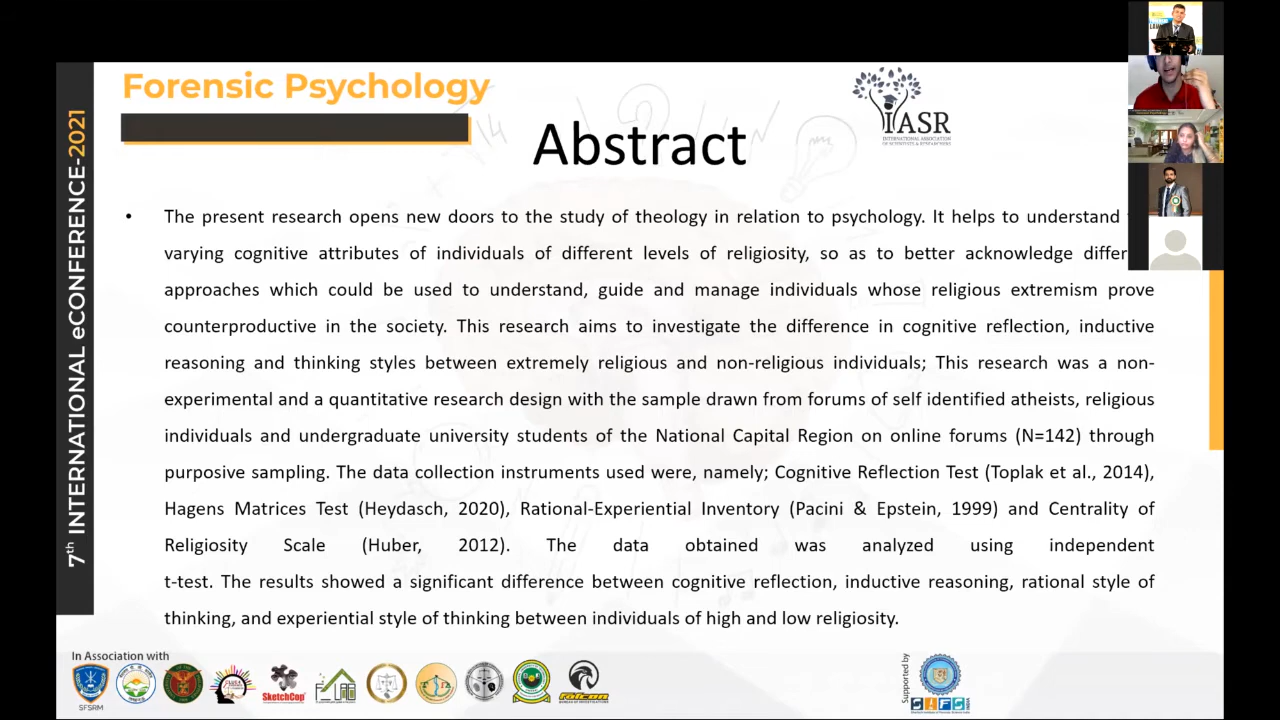 Forensic Psychology
IASR
INTERNATIONAL ASSOCIATION
OF SCIENTISTS & RESEARCHERS
Abstract
7th INTERNATIONAL eCONFERENCE-2021
• The present research opens new doors to the study of theology in relation to psychology. It helps to understand
varying cognitive attributes of individuals of different levels of religiosity, so as to better acknowledge differ
approaches which could be used to understand, guide and manage individuals whose religious extremism prove
counterproductive in the society. This research aims to investigate the difference in cognitive reflection, inductive
reasoning and thinking styles between extremely religious and non-religious individuals; This research was a non-
experimental and a quantitative research design with the sample drawn from forums of self identified atheists, religious
individuals and undergraduate university students of the National Capital Region on online forums (N=142) through
purposive sampling. The data collection instruments used were, namely; Cognitive Reflection Test (Toplak et al., 2014),
Hagens Matrices Test (Heydasch, 2020), Rational-Experiential Inventory (Pacini & Epstein, 1999) and Centrality of
Religiosity Scale (Huber, 2012). The data obtained was analyzed using independent
t-test. The results showed a significant difference between cognitive reflection, inductive reasoning, rational style of
thinking, and experiential style of thinking between individuals of high and low religiosity.
In Association with
SFSRM
SketchCop
falcon
Supported by
SIFS
INDIA